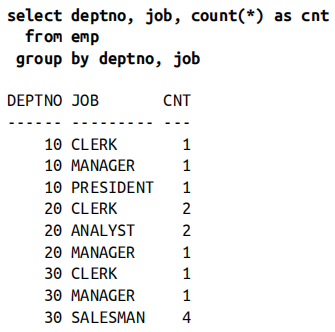 select deptno, job, count(*) as cnt
  from emp
 group by deptno, job

DEPTNO JOB       CNT
------ --------- ---
    10 CLERK       1
    10 MANAGER     1
    10 PRESIDENT   1
    20 CLERK       2
    20 ANALYST     2
    20 MANAGER     1
    30 CLERK       1
    30 MANAGER     1
    30 SALESMAN    4